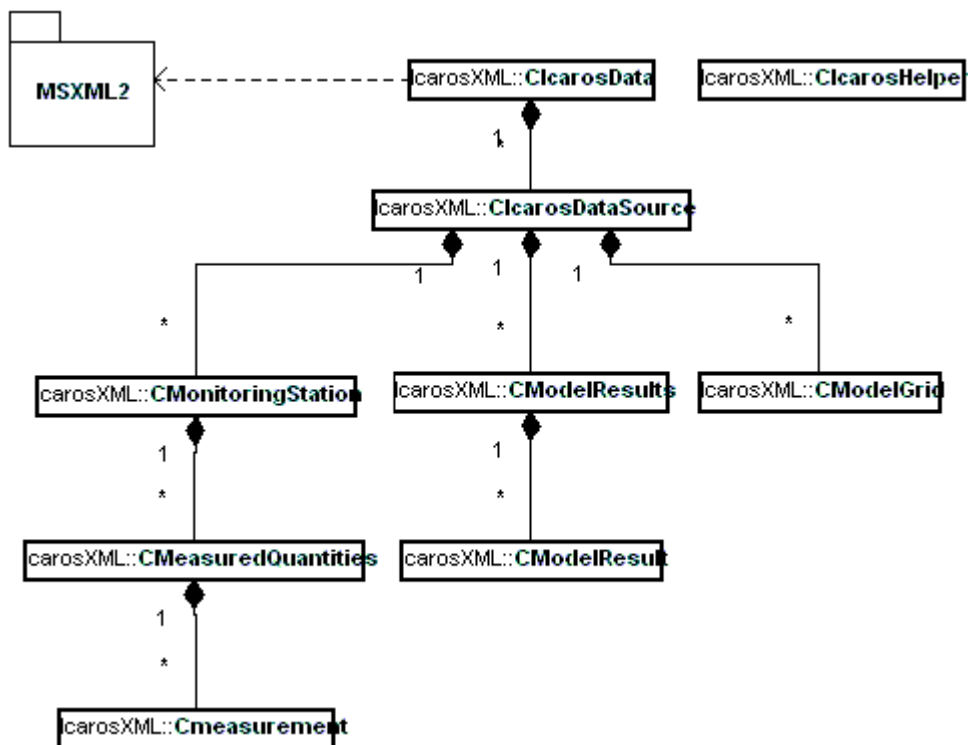 MSXML2
IcarosXML::CIcarosData
IcarosXML::CIcarosHelper
1
*
IcarosXML::CIcarosDataSource
1
1
1
*
*
*
carosXML::CMonitoringStation
IcarosXML::CModelResults
IcarosXML::CModelGrid
1
1
*
*
carosXML::CMeasuredQuantities
carosXML::CModelResult
1
*
IcarosXML::Cmeasurement